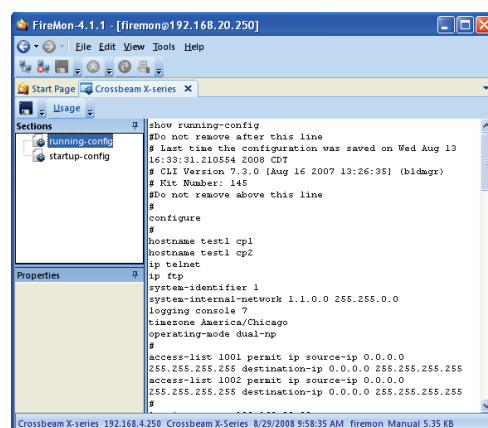 FireMon-4.1.1 - [firemon@192.168.20.250]
File Edit View Tools Help
Start Page Crossbeam X-series
Usage
Sections
running-config
startup-config
Properties
show running-config
#Do not remove after this line
# Last time the configuration was saved on Wed Aug 13
16:33:31.210554 2008 CDT
# CLI Version 7.3.0 [Aug 16 2007 13:26:35] (bldmgr)
# Kit Number: 145
#Do not remove above this line
#
configure
#
hostname test1 cp1
hostname test1 cp2
ip telnet
ip ftp
system-identifier 1
system-internal-network 1.1.0.0 255.255.0.0
logging console 7
timezone America/Chicago
operating-mode dual-np
#
access-list 1001 permit ip source-ip 0.0.0.0
255.255.255.255 destination-ip 0.0.0.0 255.255.255.255
access-list 1002 permit ip source-ip 0.0.0.0
255.255.255.255 destination-ip 0.0.0.0 255.255.255.255
#
Crossbeam X-series 192.168.4.250 Crossbeam X-Series 8/29/2008 9:58:35 AM firemon Manual 5.35 KB